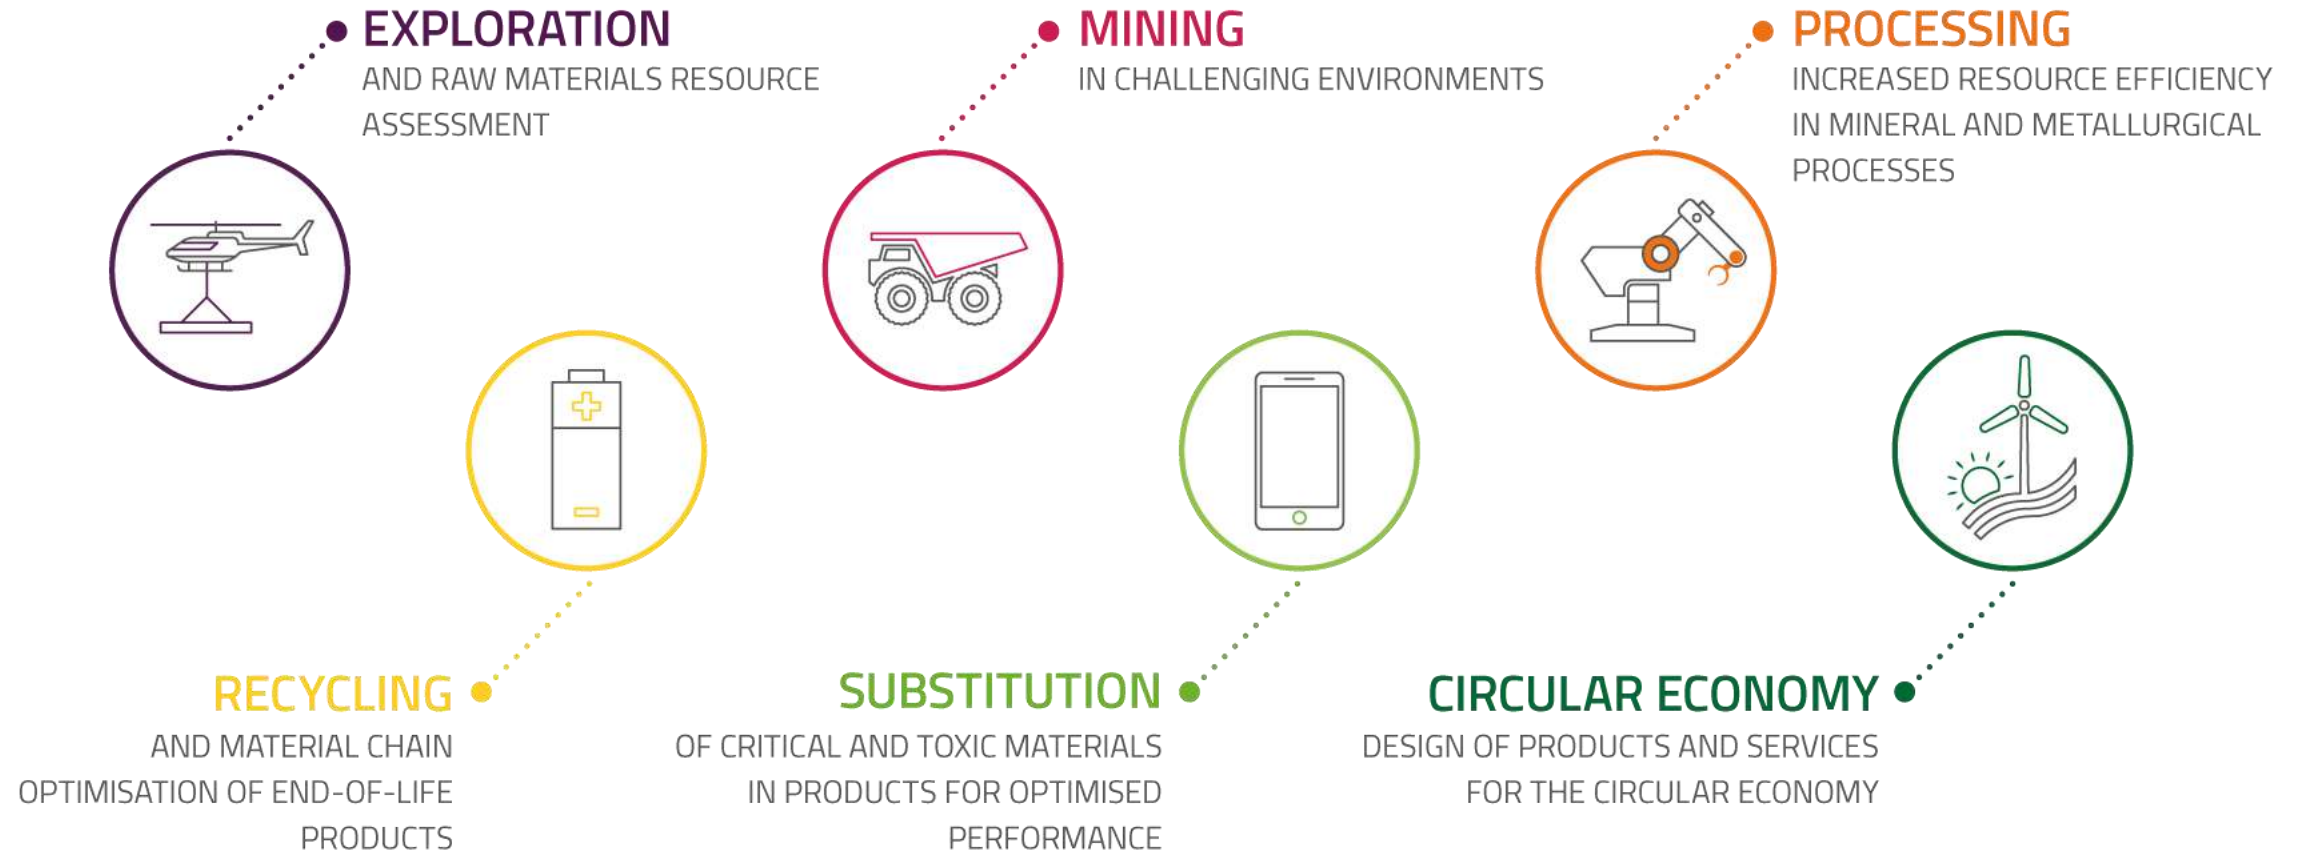 EXPLORATION
AND RAW MATERIALS RESOURCE
ASSESSMENT
MINING
IN CHALLENGING ENVIRONMENTS
PROCESSING
INCREASED RESOURCE EFFICIENCY
IN MINERAL AND METALLURGICAL
PROCESSES
RECYCLING
AND MATERIAL CHAIN
OPTIMISATION OF END-OF-LIFE
PRODUCTS
SUBSTITUTION
OF CRITICAL AND TOXIC MATERIALS
IN PRODUCTS FOR OPTIMISED
PERFORMANCE
CIRCULAR ECONOMY
DESIGN OF PRODUCTS AND SERVICES
FOR THE CIRCULAR ECONOMY